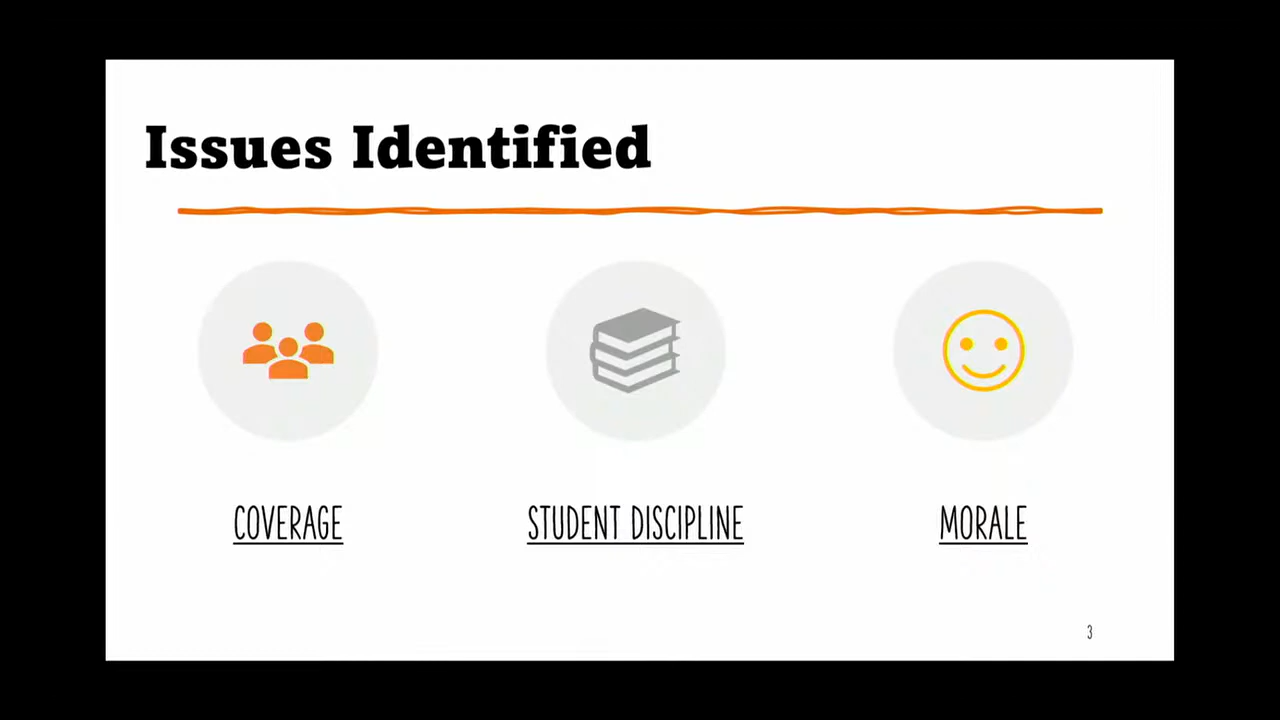 Issues Identified
COVERAGE
STUDENT DISCIPLINE
MORALE
3